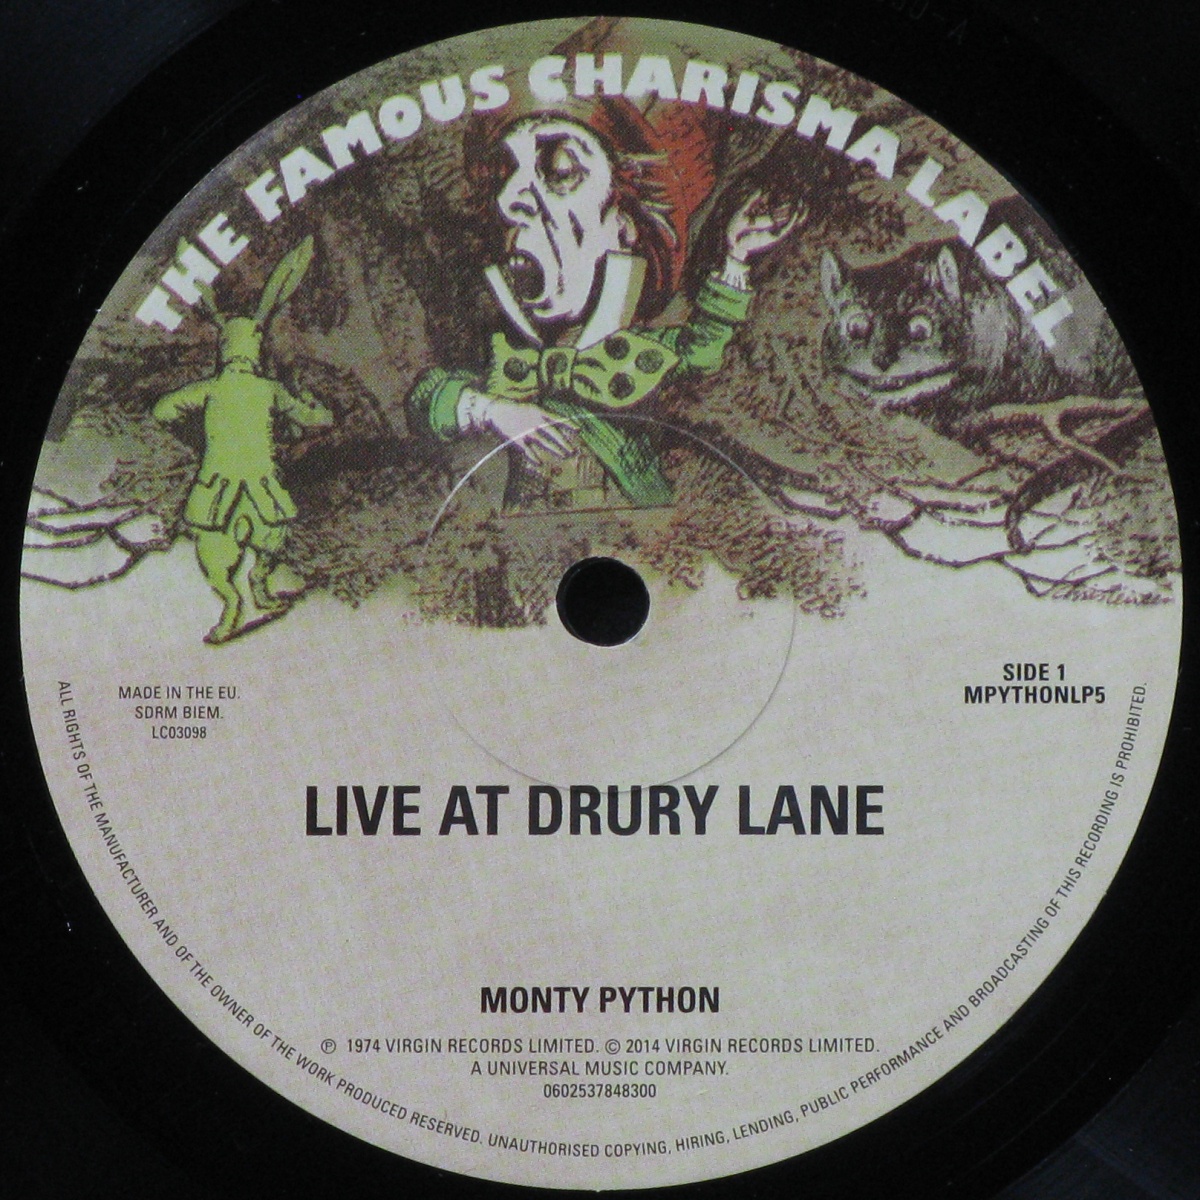 THE FAMOUS CHARISMA LABEL
MADE IN THE EU.
SDRM BIEM.
LC03098
SIDE 1
MPYTHONLP5
LIVE AT DRURY LANE
MONTY PYTHON
℗ 1974 VIRGIN RECORDS LIMITED. © 2014 VIRGIN RECORDS LIMITED.
A UNIVERSAL MUSIC COMPANY.
0602537848300
ALL RIGHTS OF THE MANUFACTURER AND OF THE OWNER OF THE WORK PRODUCED RESERVED. UNAUTHORISED COPYING, HIRING, LENDING, PUBLIC PERFORMANCE AND BROADCASTING OF THIS RECORDING IS PROHIBITED.